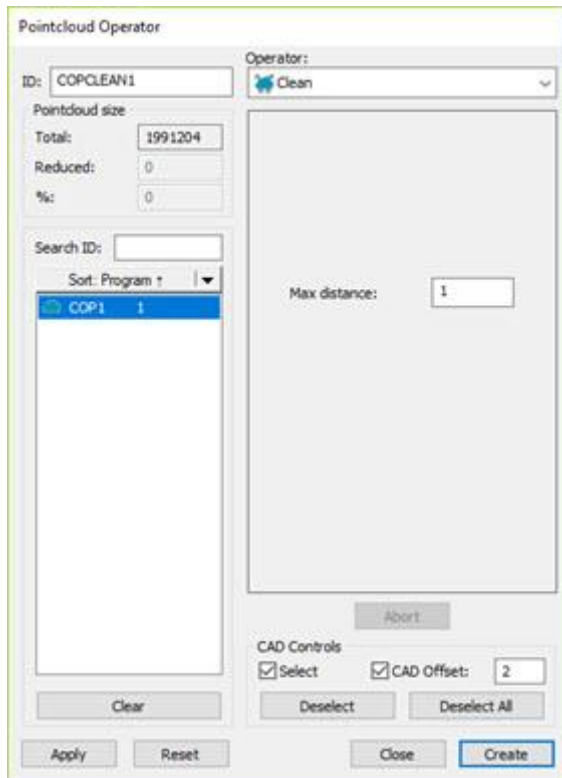 Pointcloud Operator
ID: COPCLEAN1
Operator:
Clean
Pointcloud size
Total: 1991204
Reduced: 0
%: 0
Search ID:
Sort: Program ↑
COP1 1
Max distance: 1
Abort
CAD Controls
Select CAD Offset: 2
Clear Deselect Deselect All
Apply Reset Close Create